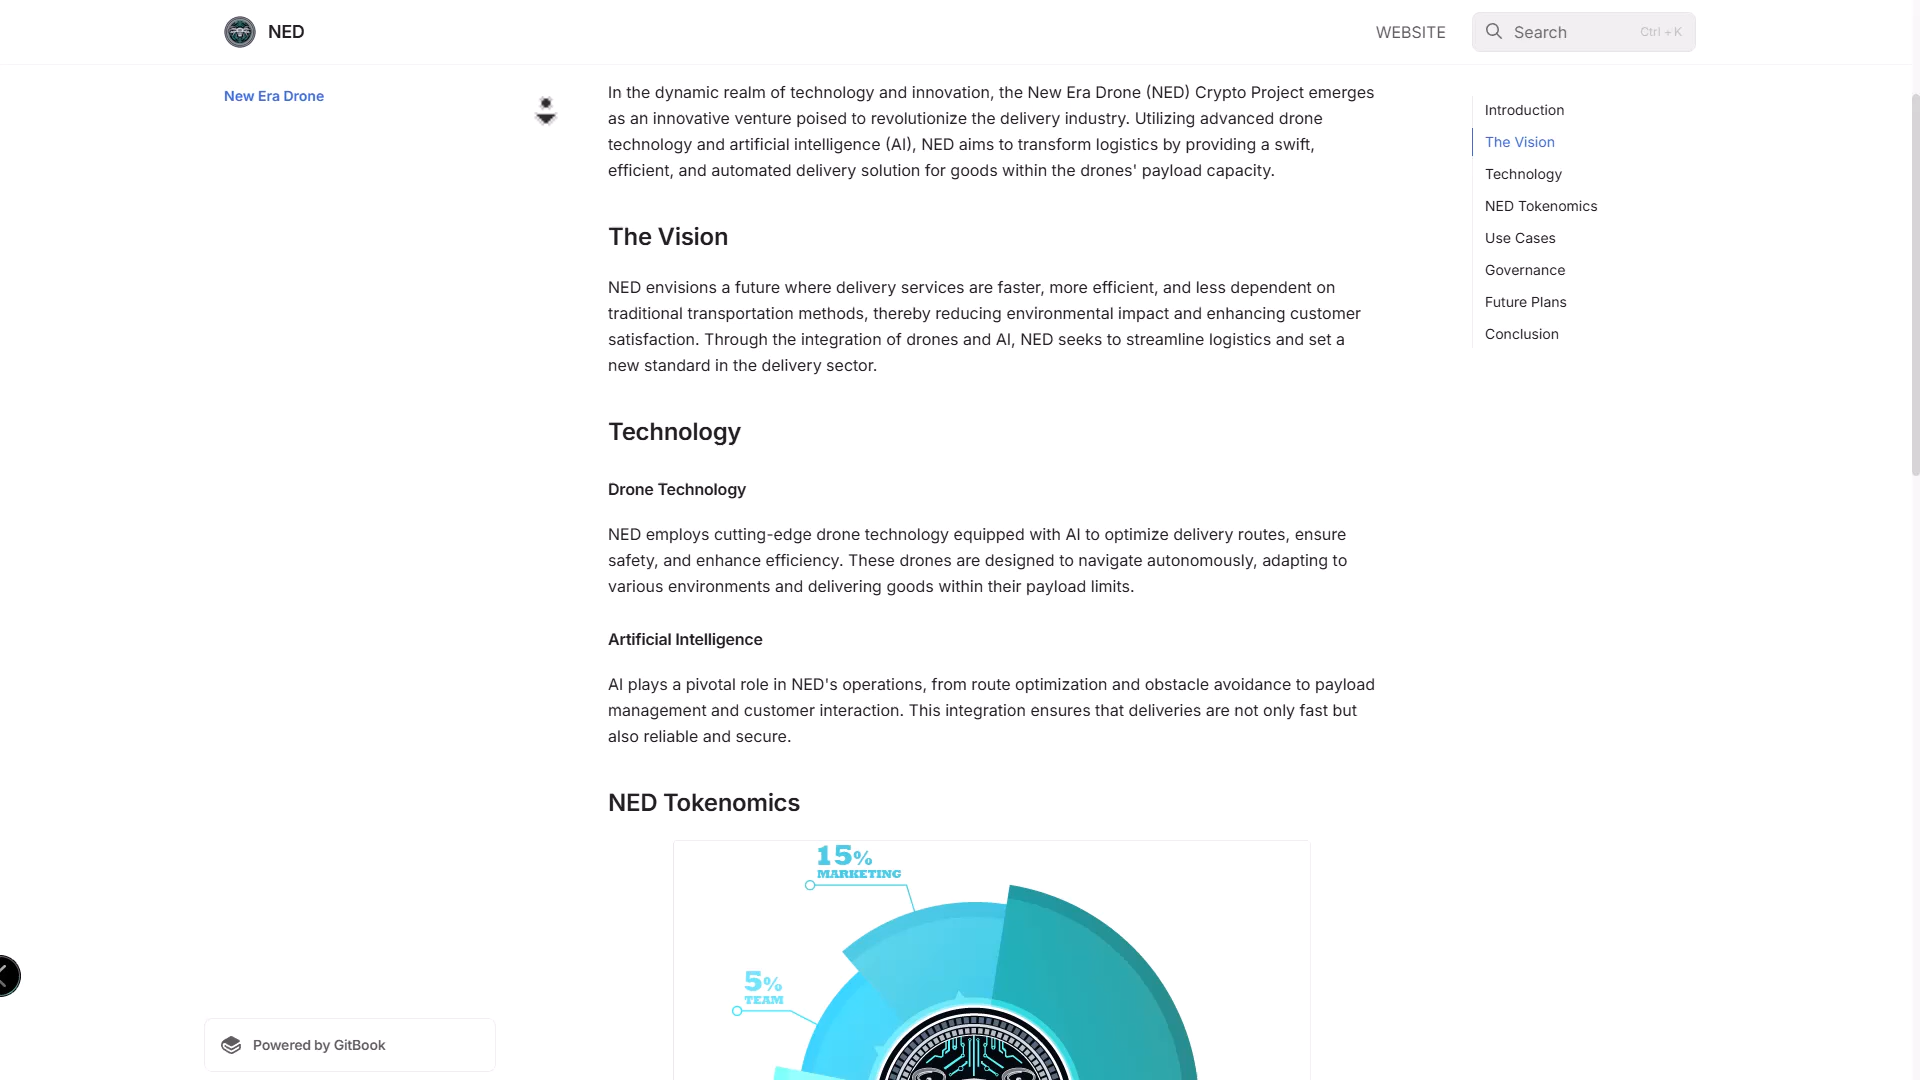 NED
WEBSITE
Search
Ctrl + K
New Era Drone
In the dynamic realm of technology and innovation, the New Era Drone (NED) Crypto Project emerges
as an innovative venture poised to revolutionize the delivery industry. Utilizing advanced drone
technology and artificial intelligence (AI), NED aims to transform logistics by providing a swift,
efficient, and automated delivery solution for goods within the drones' payload capacity.
The Vision
NED envisions a future where delivery services are faster, more efficient, and less dependent on
traditional transportation methods, thereby reducing environmental impact and enhancing customer
satisfaction. Through the integration of drones and AI, NED seeks to streamline logistics and set a
new standard in the delivery sector.
Technology
Drone Technology
NED employs cutting-edge drone technology equipped with AI to optimize delivery routes, ensure
safety, and enhance efficiency. These drones are designed to navigate autonomously, adapting to
various environments and delivering goods within their payload limits.
Artificial Intelligence
AI plays a pivotal role in NED's operations, from route optimization and obstacle avoidance to payload
management and customer interaction. This integration ensures that deliveries are not only fast but
also reliable and secure.
NED Tokenomics
15%
MARKETING
5%
TEAM
Introduction
The Vision
Technology
NED Tokenomics
Use Cases
Governance
Future Plans
Conclusion
Powered by GitBook